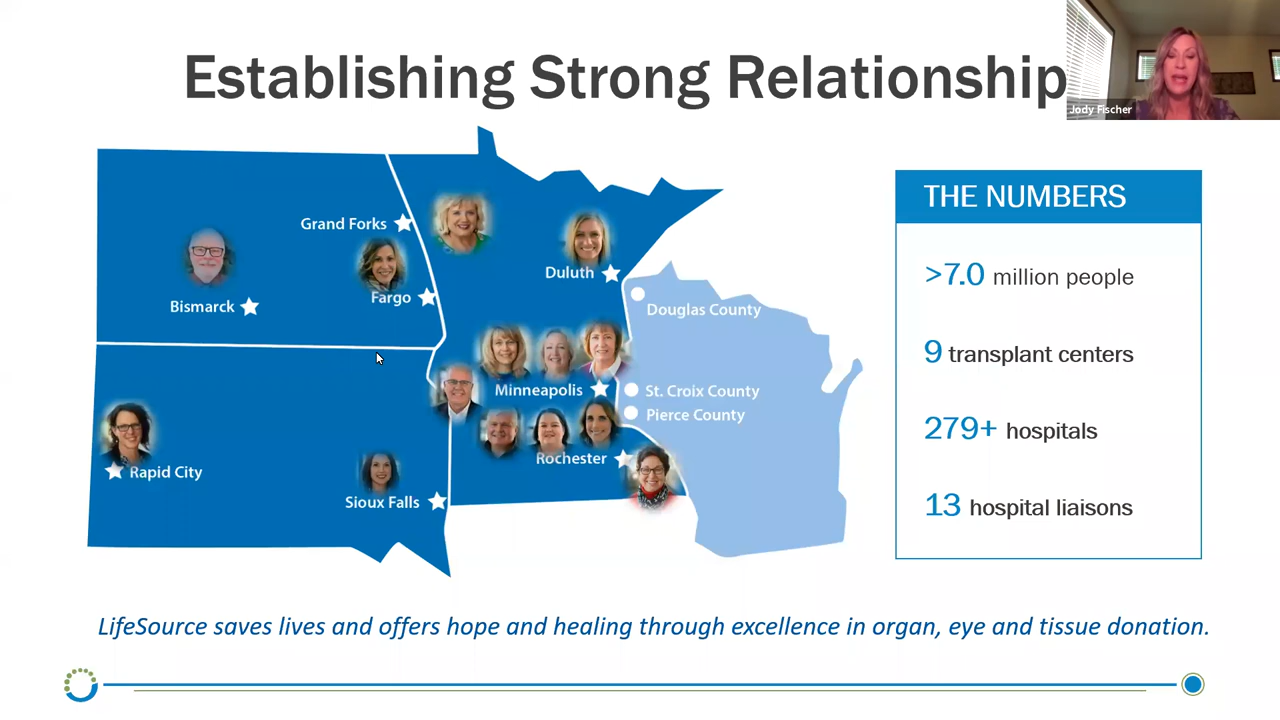 Establishing Strong Relationship
Jody Fischer
Grand Forks
Duluth
Bismarck
Fargo
Douglas County
Minneapolis
St. Croix County
Pierce County
Rapid City
Rochester
Sioux Falls
THE NUMBERS
>7.0 million people
9 transplant centers
279+ hospitals
13 hospital liaisons
LifeSource saves lives and offers hope and healing through excellence in organ, eye and tissue donation.